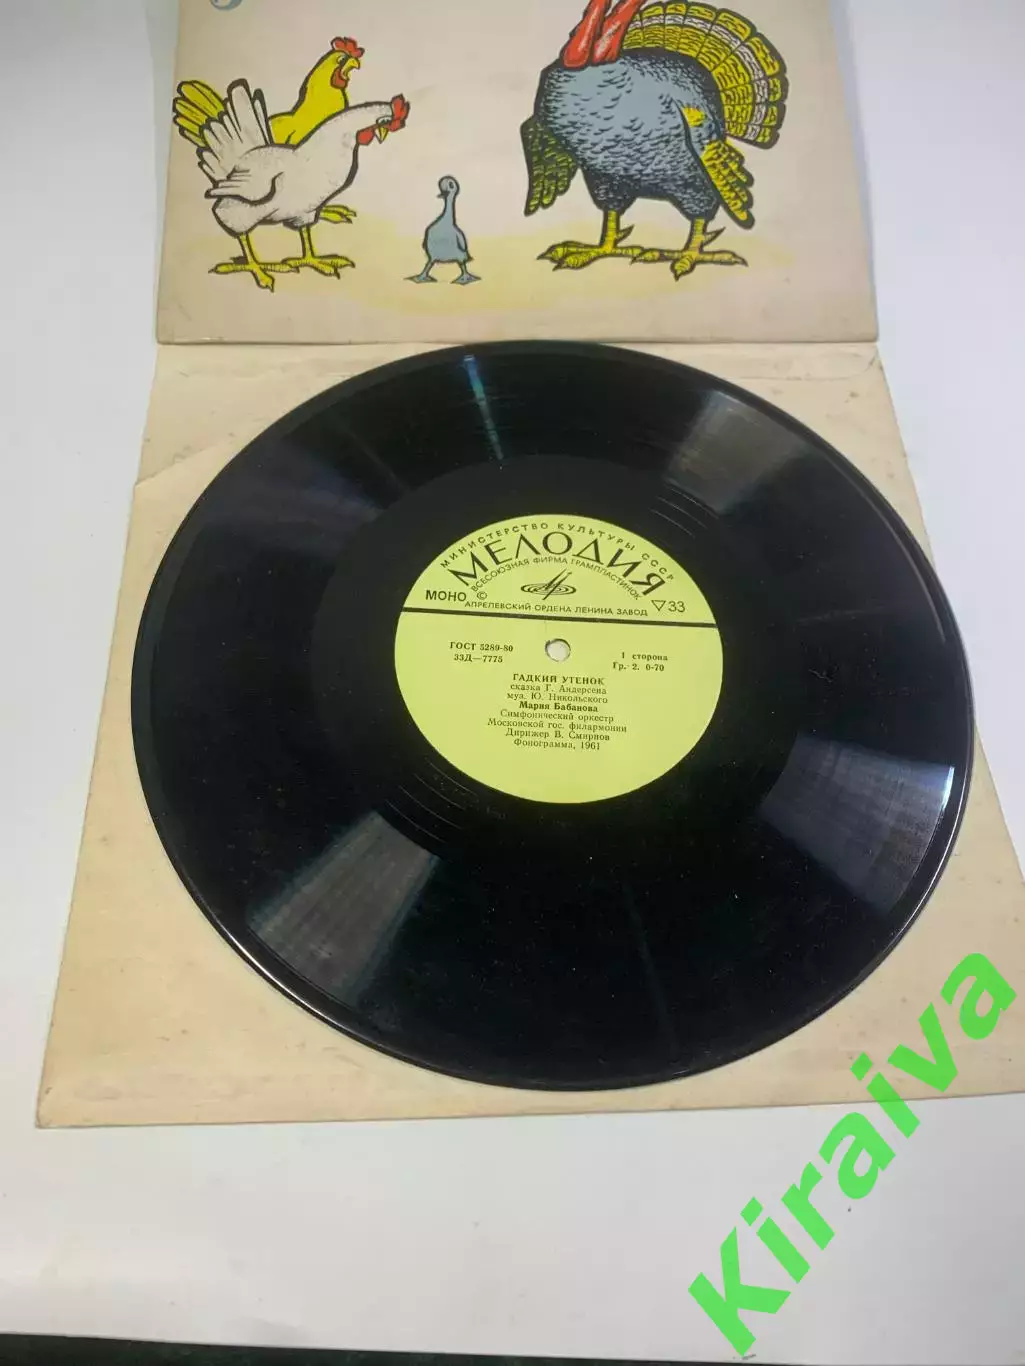 МИНИСТЕРСТВО КУЛЬТУРЫ СССР
МЕЛОДИЯ
ВСЕСОЮЗНАЯ ФИРМА ГРАМПЛАСТИНОК
МОНО ©
▽33
АПРЕЛЕВСКИЙ ОРДЕНА ЛЕНИНА ЗАВОД
ГОСТ 5289-80
33Д—7775
1 сторона
Гр. 2. 0-70
ГАДКИЙ УТЕНОК
сказка Г. Андерсена
муз. Ю. Никольского
Мария Бабанова
Симфонический оркестр
Московской гос. филармонии
Дирижер В. Смирнов
Фонограмма, 1961
Kiraiva